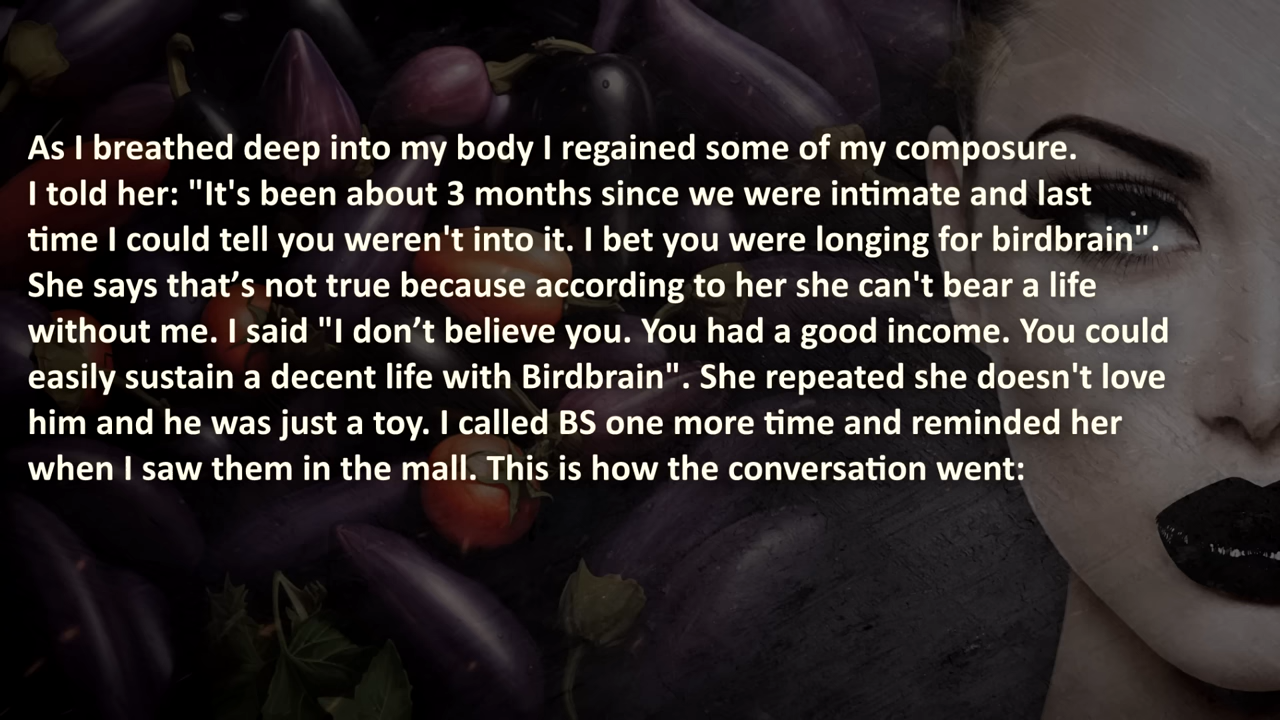 As I breathed deep into my body I regained some of my composure.
I told her: "It's been about 3 months since we were intimate and last
time I could tell you weren't into it. I bet you were longing for birdbrain".
She says that’s not true because according to her she can't bear a life
without me. I said "I don’t believe you. You had a good income. You could
easily sustain a decent life with Birdbrain". She repeated she doesn't love
him and he was just a toy. I called BS one more time and reminded her
when I saw them in the mall. This is how the conversation went: